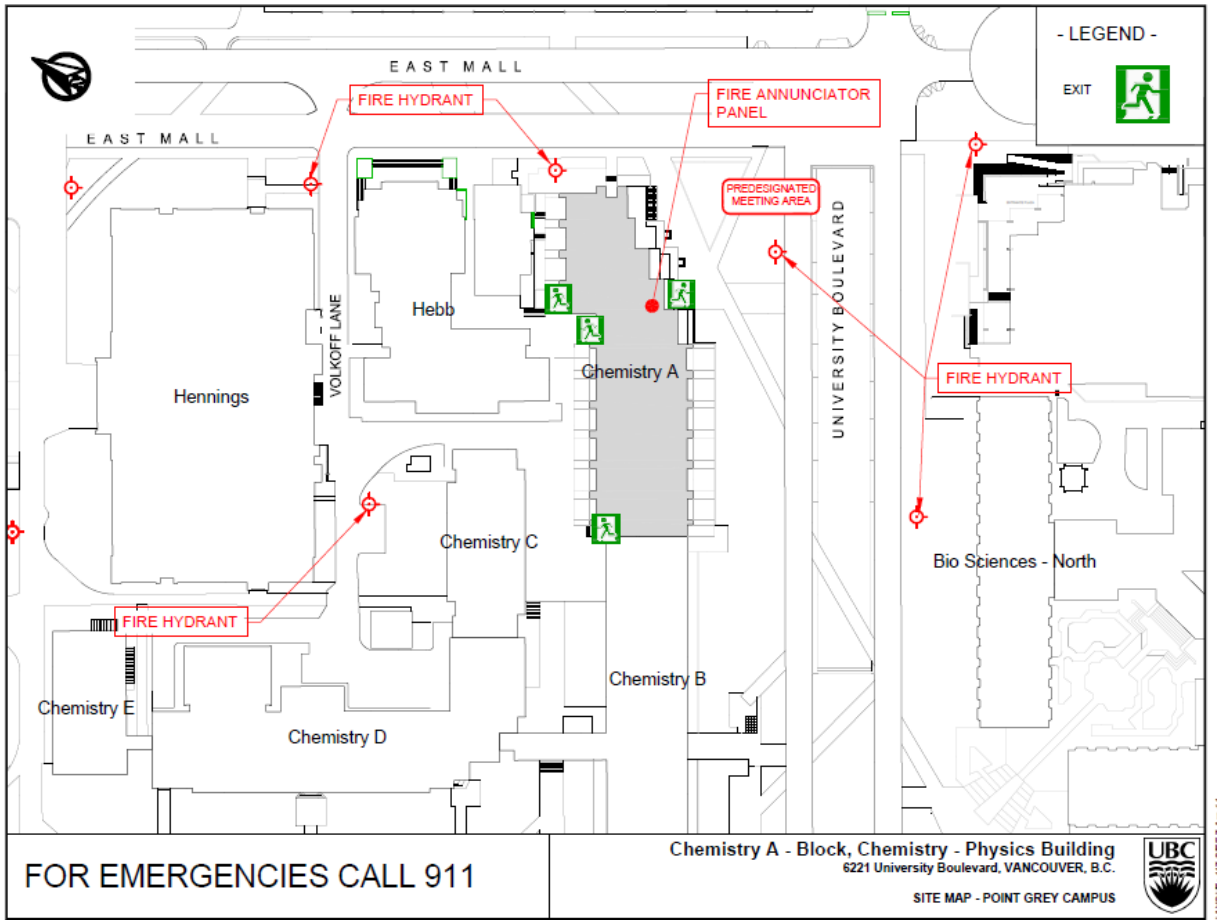 - LEGEND -
EXIT
EAST MALL
FIRE HYDRANT
FIRE ANNUNCIATOR
PANEL
EAST MALL
PREDESIGNATED
MEETING AREA
UNIVERSITY BOULEVARD
VOLKOFF LANE
Hebb
Hennings
Chemistry A
FIRE HYDRANT
Chemistry C
Bio Sciences - North
FIRE HYDRANT
Chemistry B
Chemistry E
Chemistry D
FOR EMERGENCIES CALL 911
Chemistry A - Block, Chemistry - Physics Building
6221 University Boulevard, VANCOUVER, B.C.
SITE MAP - POINT GREY CAMPUS
UBC